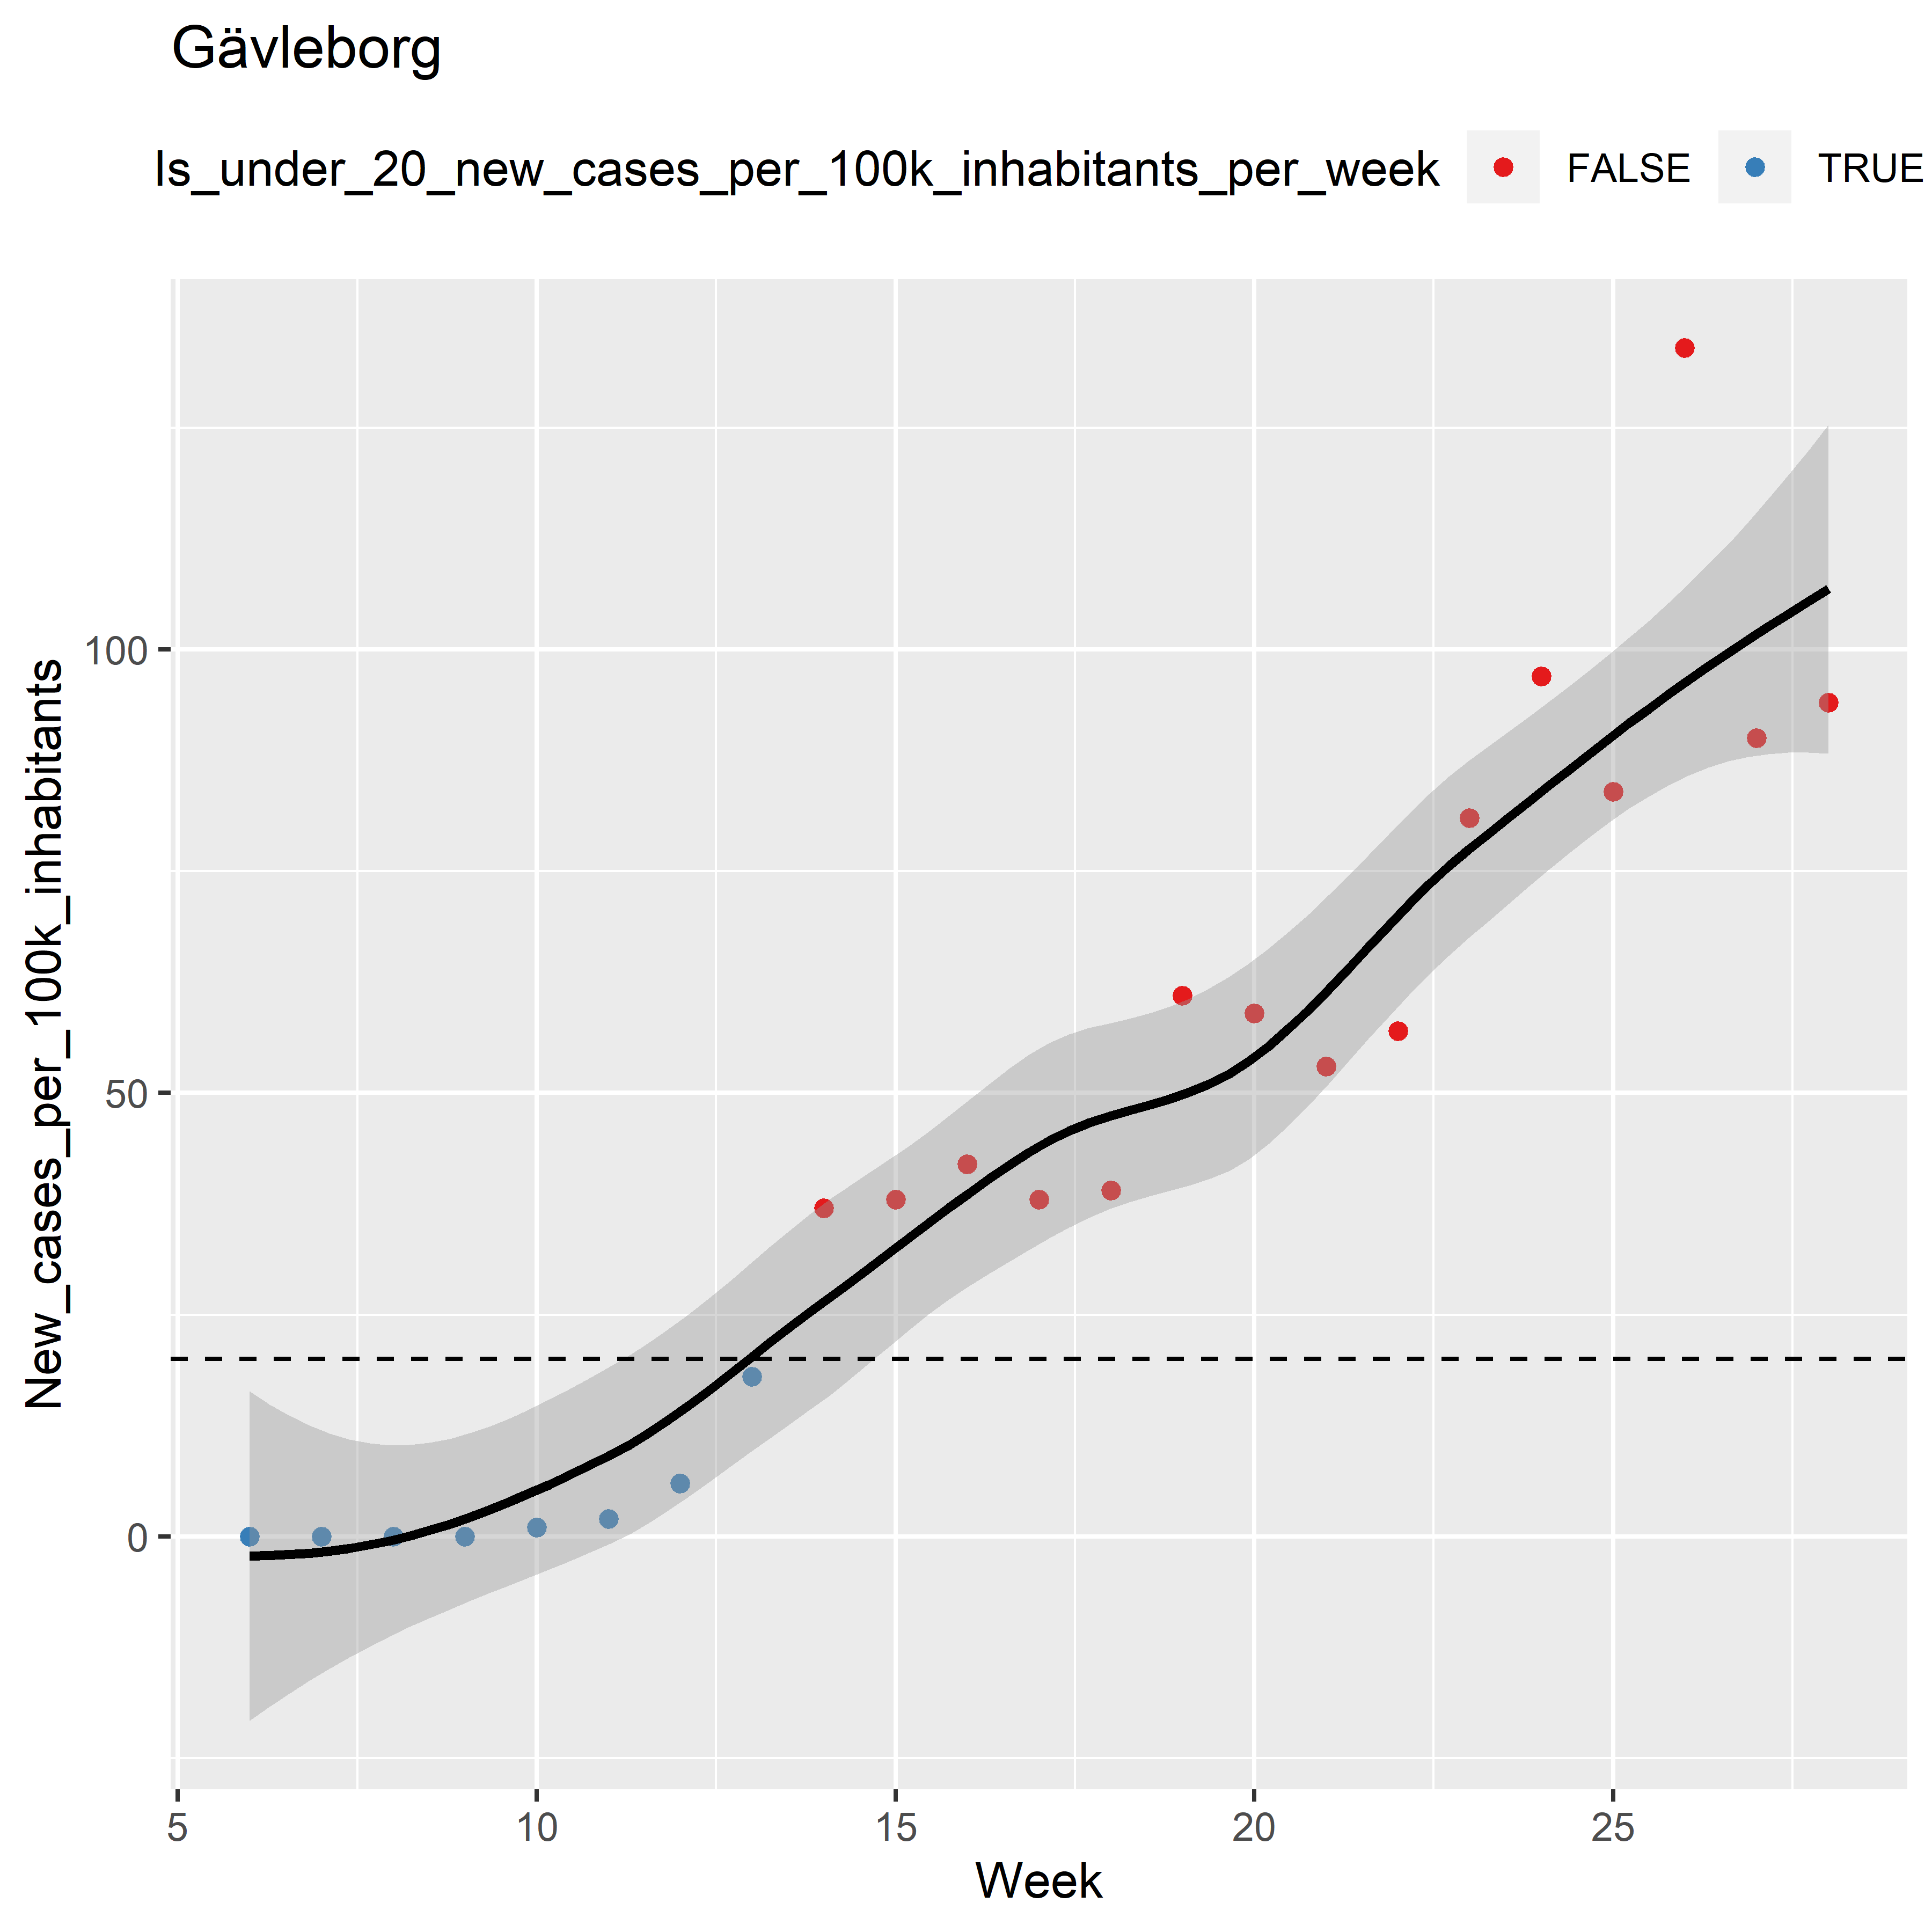 Gävleborg
Is_under_20_new_cases_per_100k_inhabitants_per_week FALSE TRUE
New_cases_per_100k_inhabitants
100
50
0
5 10 15 20 25
Week